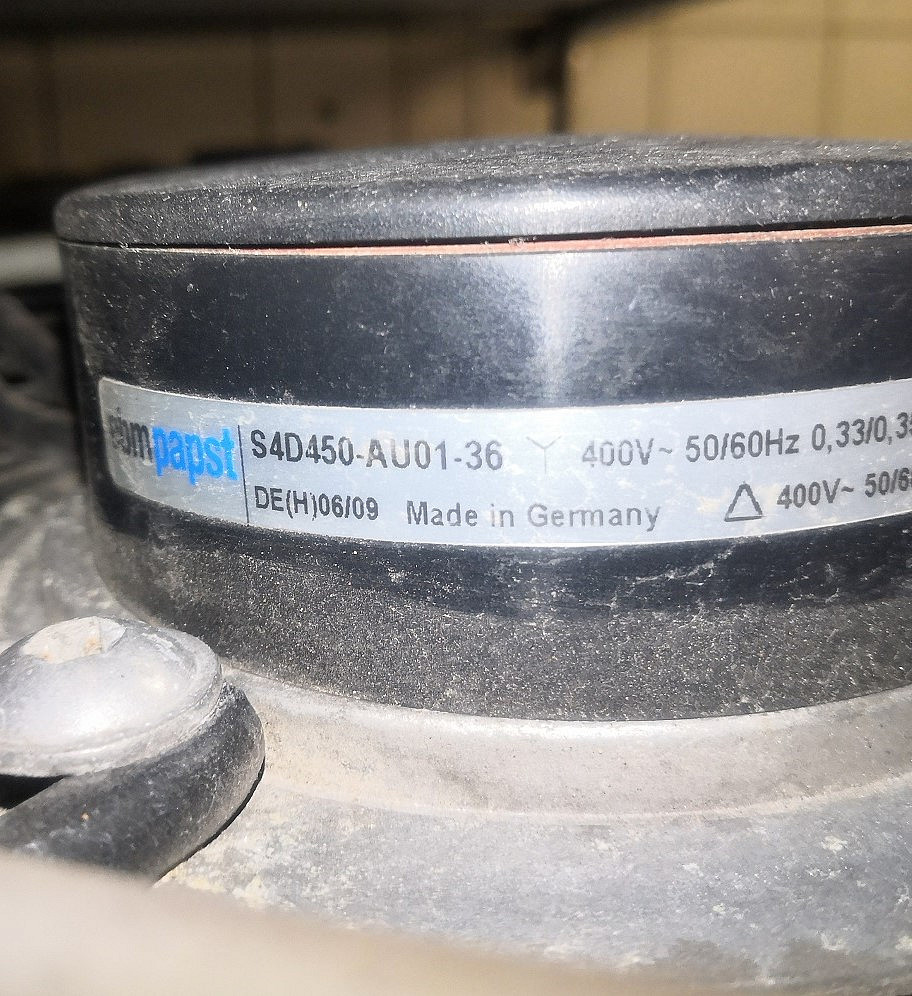 ebmpapst S4D450-AU01-36 Y 400V~ 50/60Hz 0,33/0,3
DE(H)06/09 Made in Germany Δ 400V~ 50/6